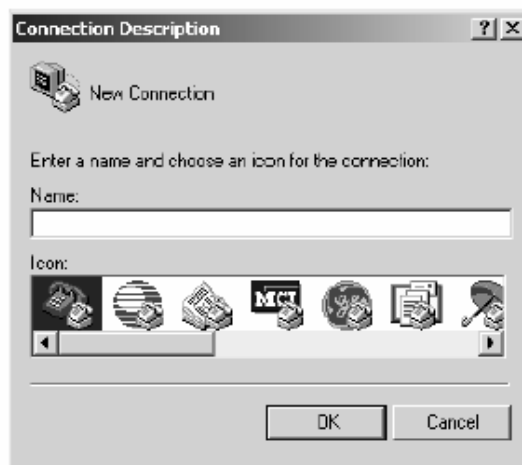 Connection Description
New Connection
Enter a name and choose an icon for the connection:
Name:
Icon:
MCI
OK
Cancel